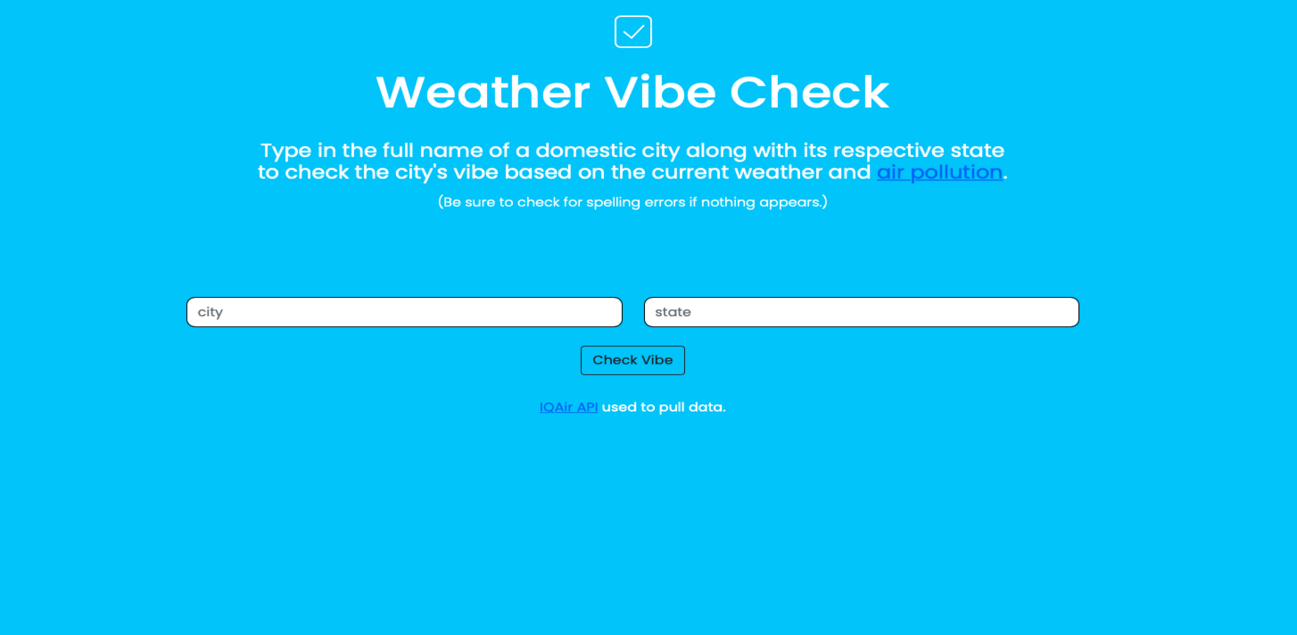 Weather Vibe Check
Type in the full name of a domestic city along with its respective state
to check the city's vibe based on the current weather and air pollution.
(Be sure to check for spelling errors if nothing appears.)
city
state
Check Vibe
IQAir API used to pull data.